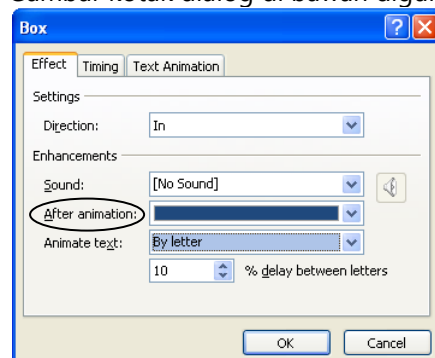 Gambar kotak dialog di bawah digu
Box
Effect Timing Text Animation
Settings
Direction: In
Enhancements
Sound: [No Sound]
After animation:
Animate text: By letter
10 % delay between letters
OK Cancel